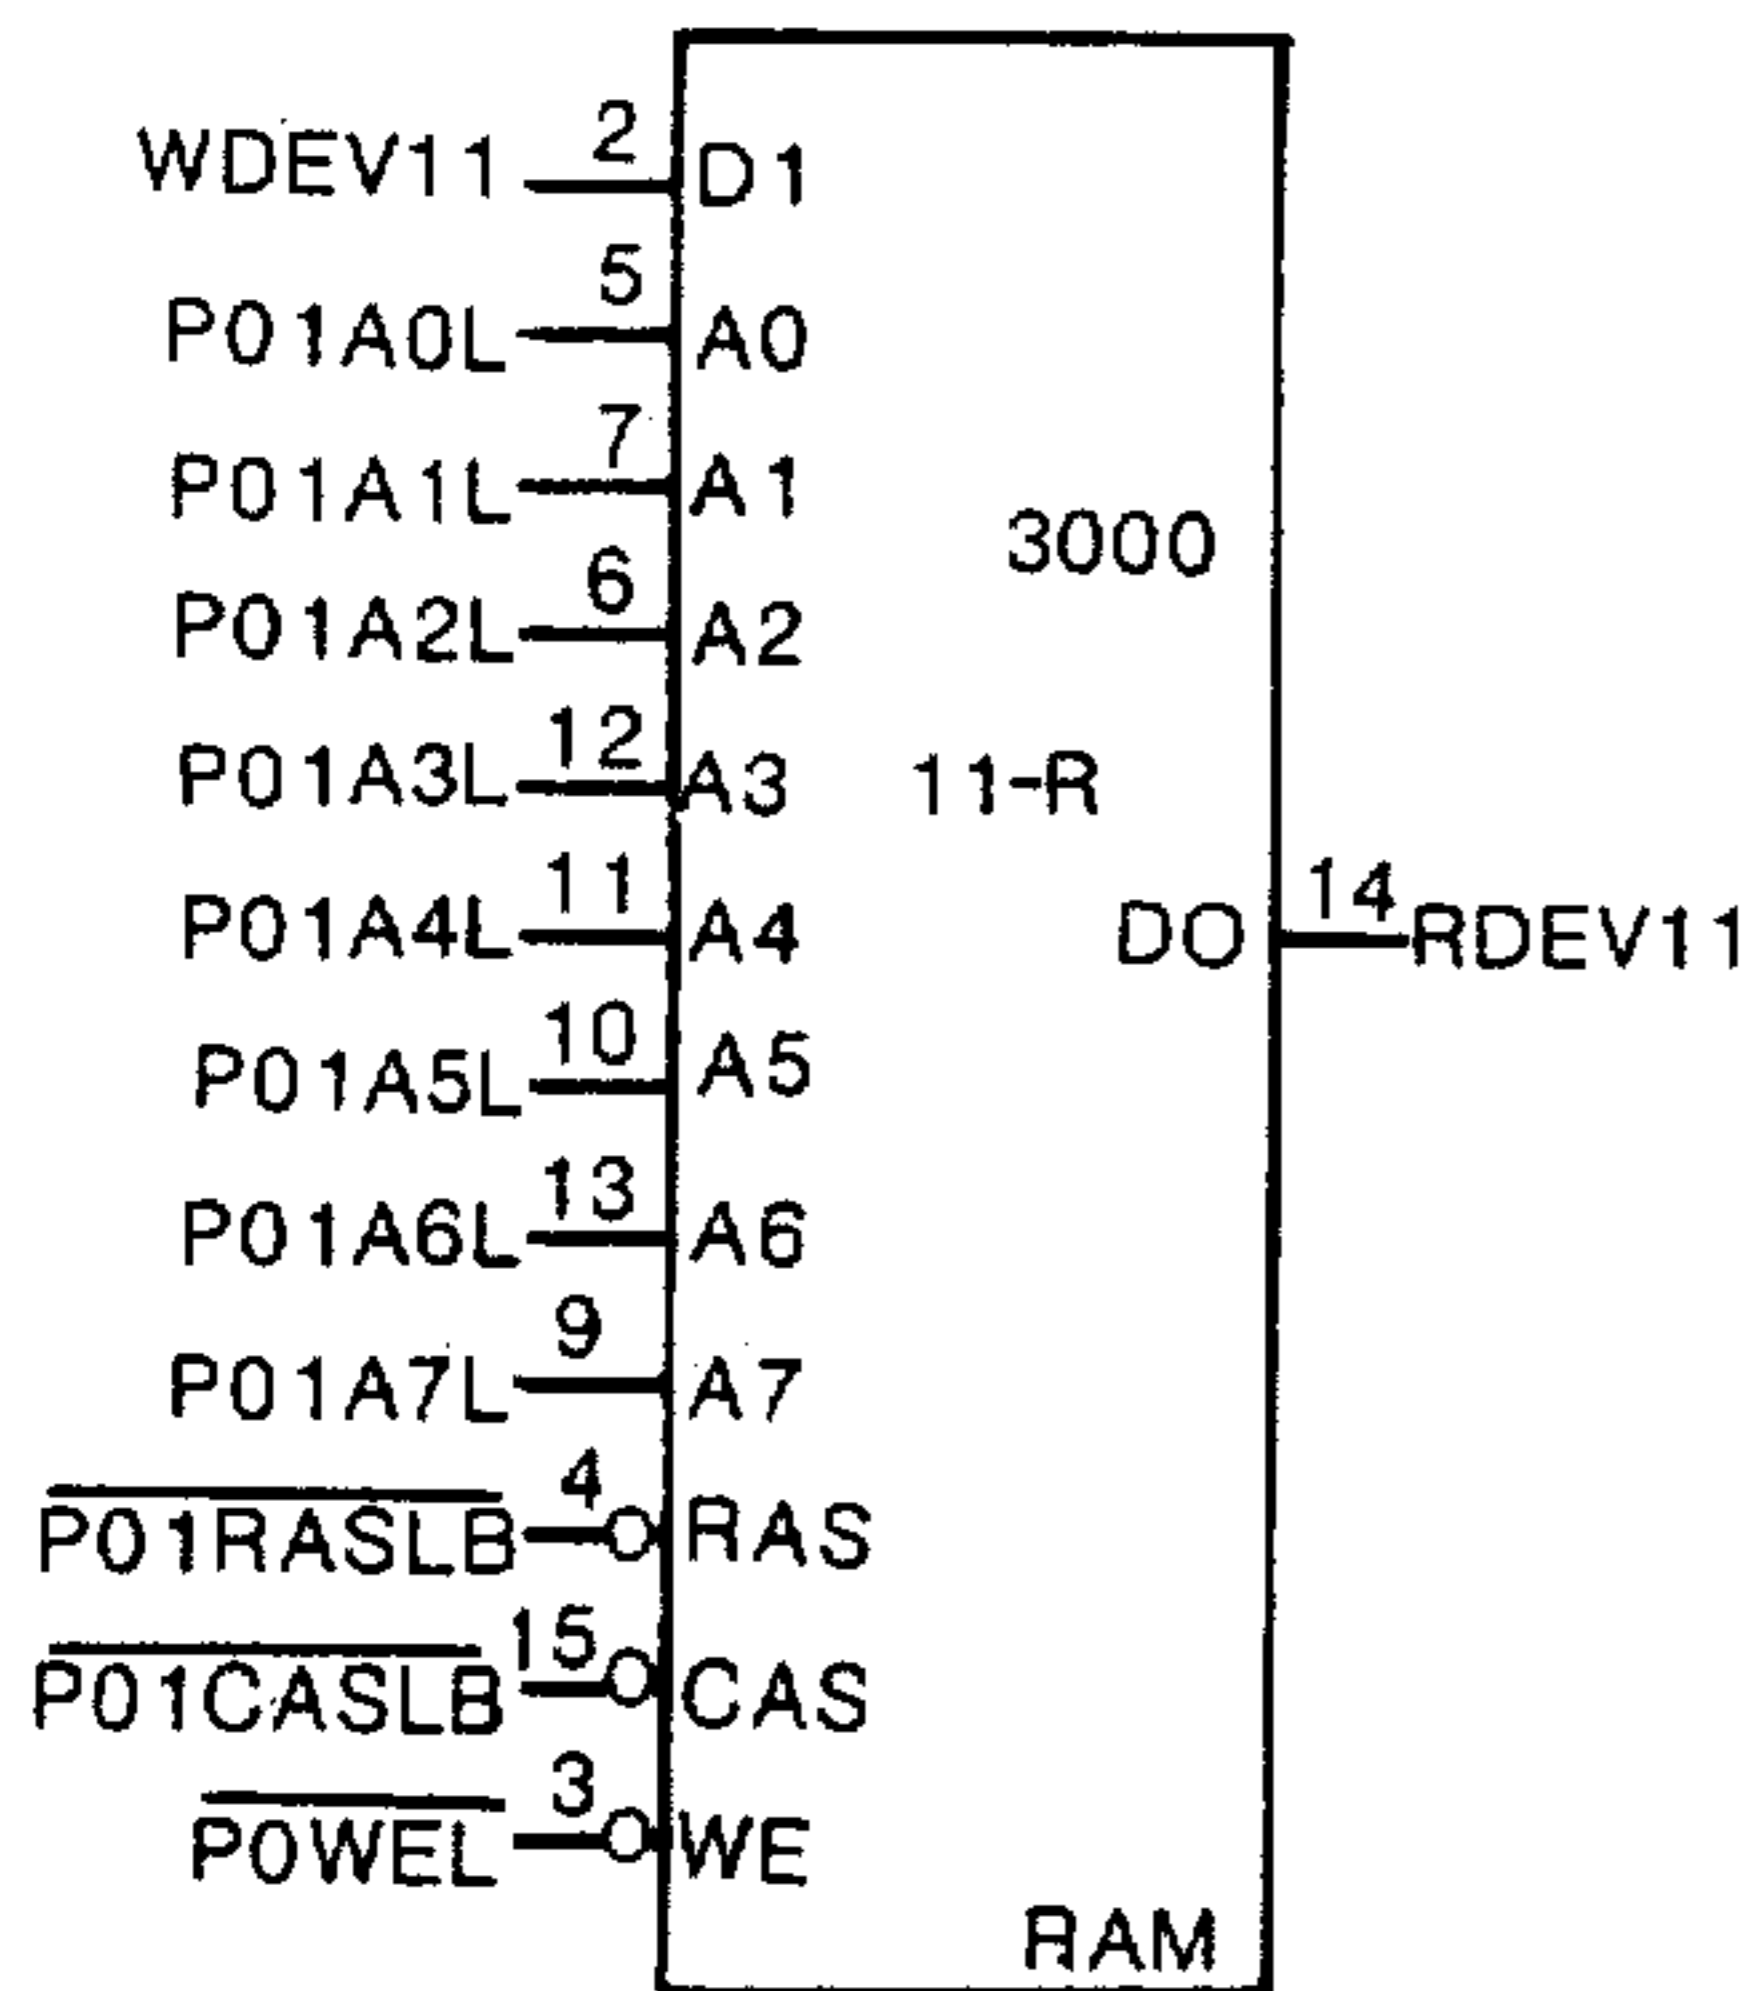 WDEV11 2 D1
P01A0L 5 A0
P01A1L 7 A1
3000
P01A2L 6 A2
P01A3L 12 A3 11-R
P01A4L 11 A4 DO 14 RDEV11
P01A5L 10 A5
P01A6L 13 A6
P01A7L 9 A7
P01RASLB 4 RAS
P01CASLB 15 CAS
P0WEL 3 WE
RAM